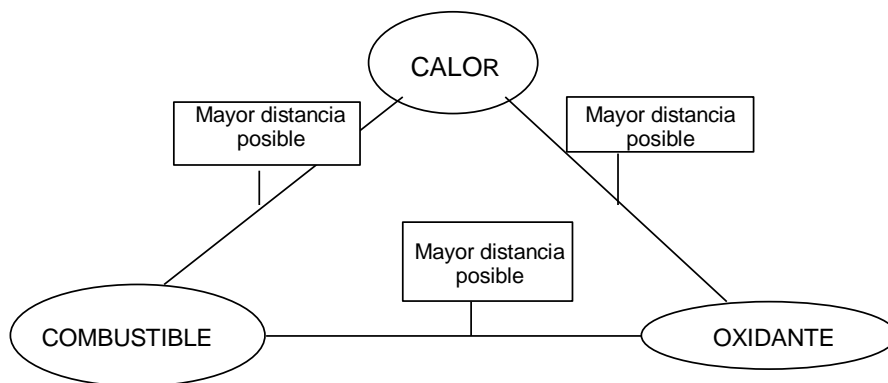 CALOR
Mayor distancia
posible
Mayor distancia
posible
Mayor distancia
posible
COMBUSTIBLE
OXIDANTE